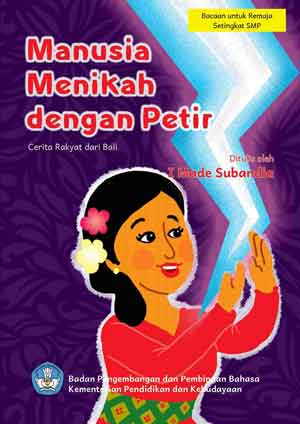 Bacaan untuk Remaja
Setingkat SMP
Manusia
Menikah
dengan Petir
Cerita Rakyat dari Bali
Ditulis oleh
I Made Subandia
Badan Pengembangan dan Pembinaan Bahasa
Kementerian Pendidikan dan Kebudayaan